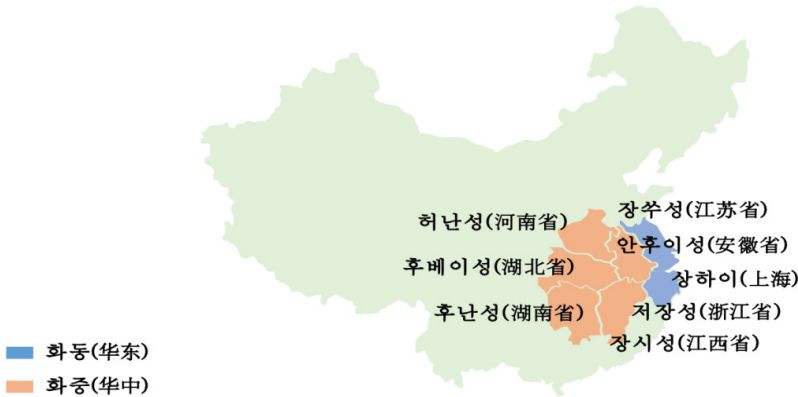 장쑤성(江苏省)
허난성(河南省)
안후이성(安徽省)
후베이성(湖北省)
상하이(上海)
후난성(湖南省)
저장성(浙江省)
장시성(江西省)
화동(华东)
화중(华中)